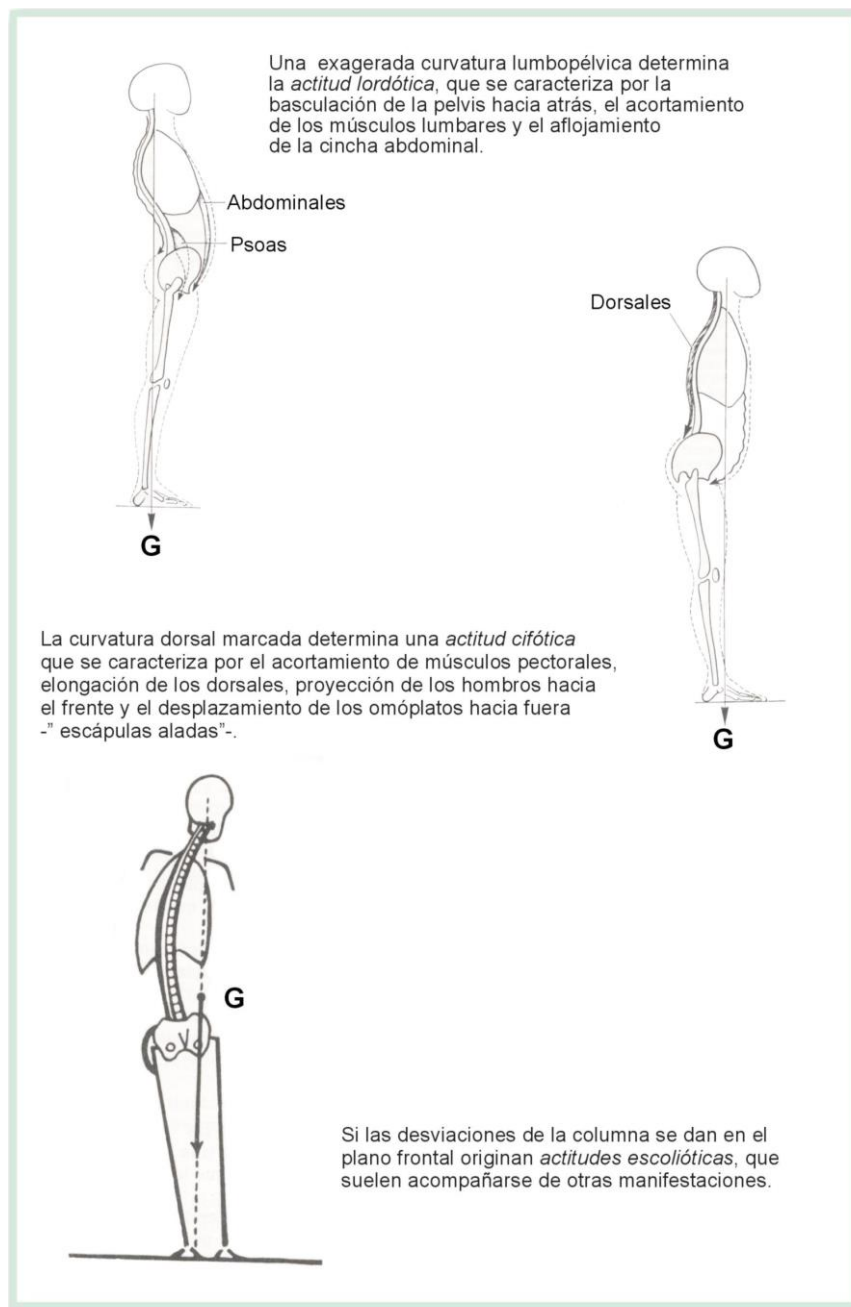 Una exagerada curvatura lumbopélvica determina
la actitud lordótica, que se caracteriza por la
basculación de la pelvis hacia atrás, el acortamiento
de los músculos lumbares y el aflojamiento
de la cincha abdominal.
Abdominales
Psoas
G
Dorsales
G
La curvatura dorsal marcada determina una actitud cifótica
que se caracteriza por el acortamiento de músculos pectorales,
elongación de los dorsales, proyección de los hombros hacia
el frente y el desplazamiento de los omóplatos hacia fuera
-” escápulas aladas”-.
G
Si las desviaciones de la columna se dan en el
plano frontal originan actitudes escolióticas, que
suelen acompañarse de otras manifestaciones.